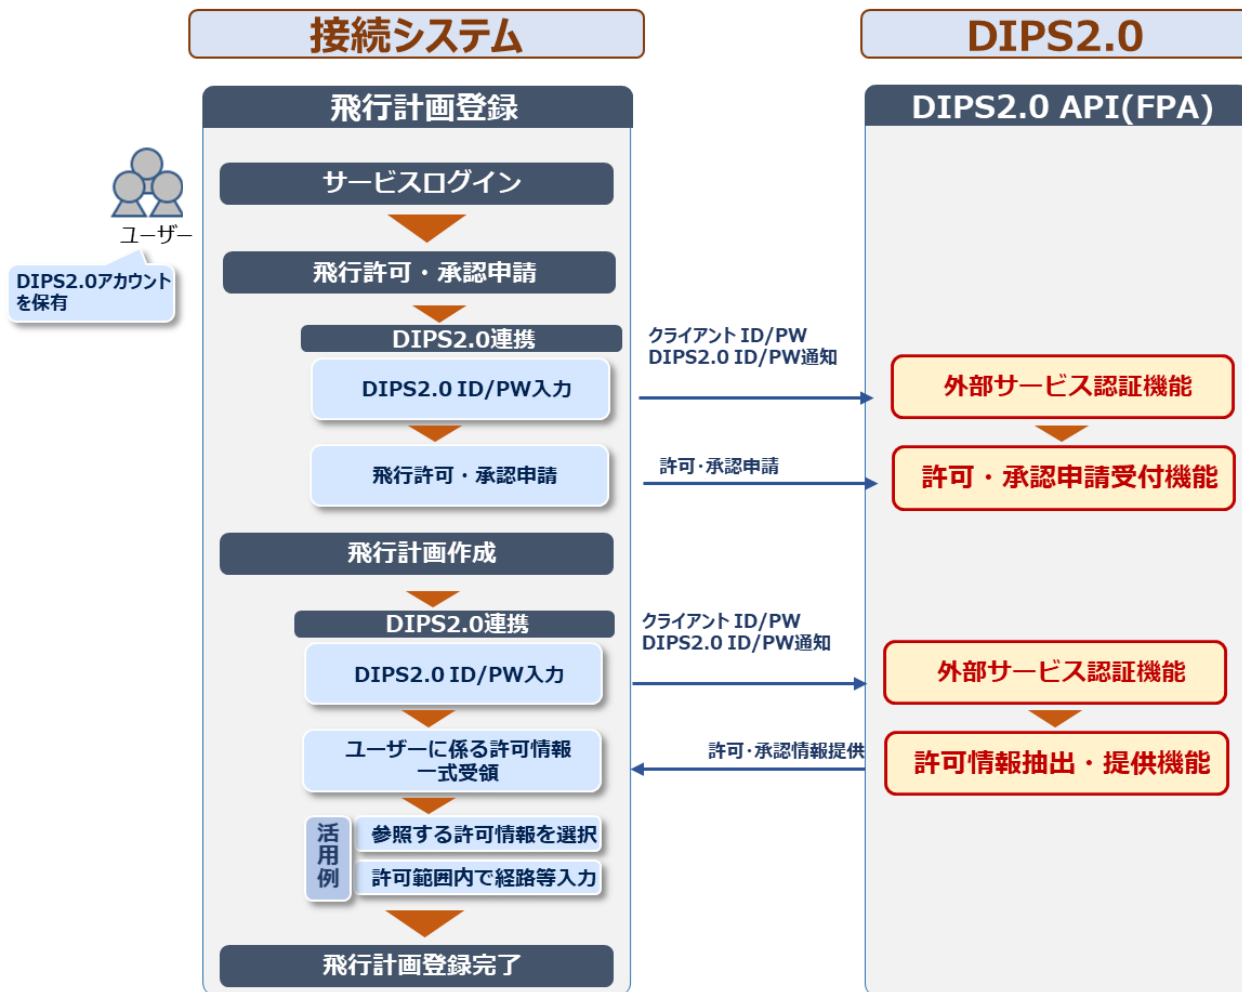 接続システム
DIPS2.0
飛行計画登録
DIPS2.0 API(FPA)
サービスログイン
ユーザー
DIPS2.0アカウント
を保有
飛行許可・承認申請
DIPS2.0連携
クライアント ID/PW
DIPS2.0 ID/PW通知
DIPS2.0 ID/PW入力
外部サービス認証機能
飛行許可・承認申請
許可・承認申請
許可・承認申請受付機能
飛行計画作成
DIPS2.0連携
クライアント ID/PW
DIPS2.0 ID/PW通知
DIPS2.0 ID/PW入力
外部サービス認証機能
ユーザーに係る許可情報
一式受領
許可・承認情報提供
許可情報抽出・提供機能
活用例
参照する許可情報を選択
許可範囲内で経路等入力
飛行計画登録完了